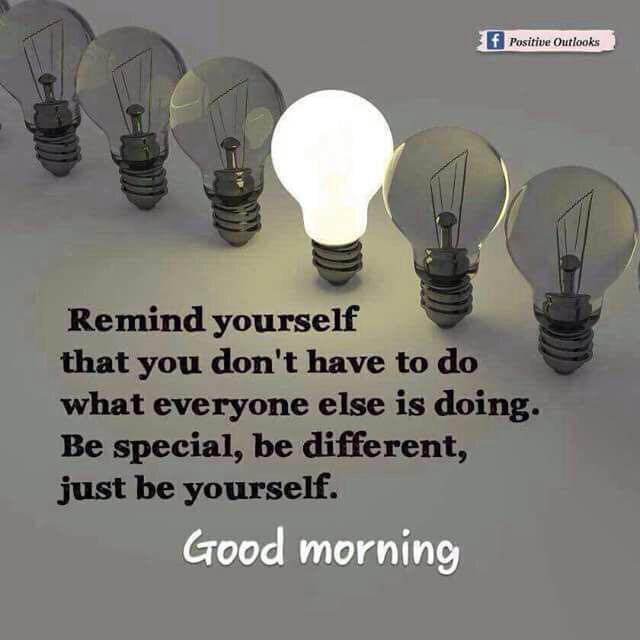 f Positive Outlooks
Remind yourself
that you don't have to do
what everyone else is doing.
Be special, be different,
just be yourself.
Good morning